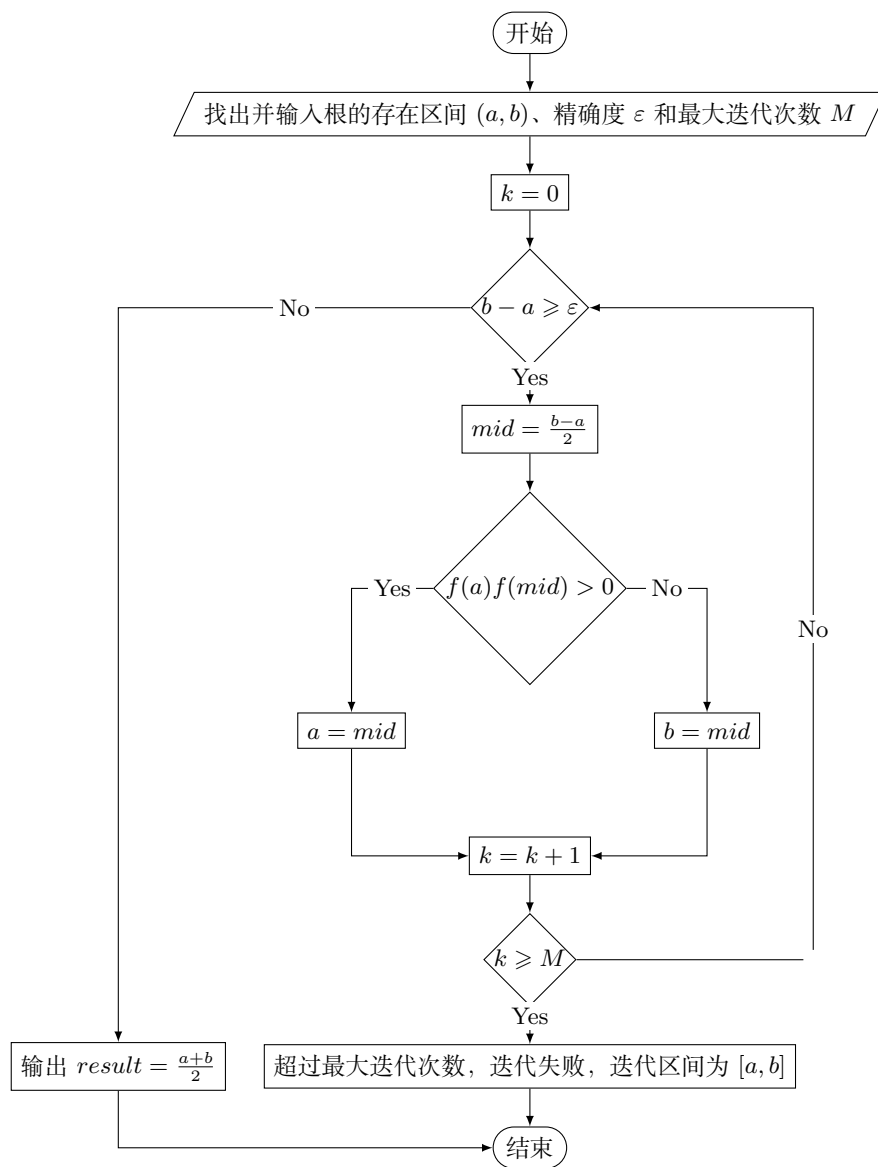 开始
找出并输入根的存在区间 (a, b)、精确度 ε 和最大迭代次数 M
k = 0
b − a ⩾ ε
No
Yes
mid = \frac{b−a}{2}
f(a)f(mid) > 0
Yes
No
No
a = mid
b = mid
k = k + 1
k ⩾ M
Yes
输出 result = \frac{a+b}{2}
超过最大迭代次数，迭代失败，迭代区间为 [a, b]
结束